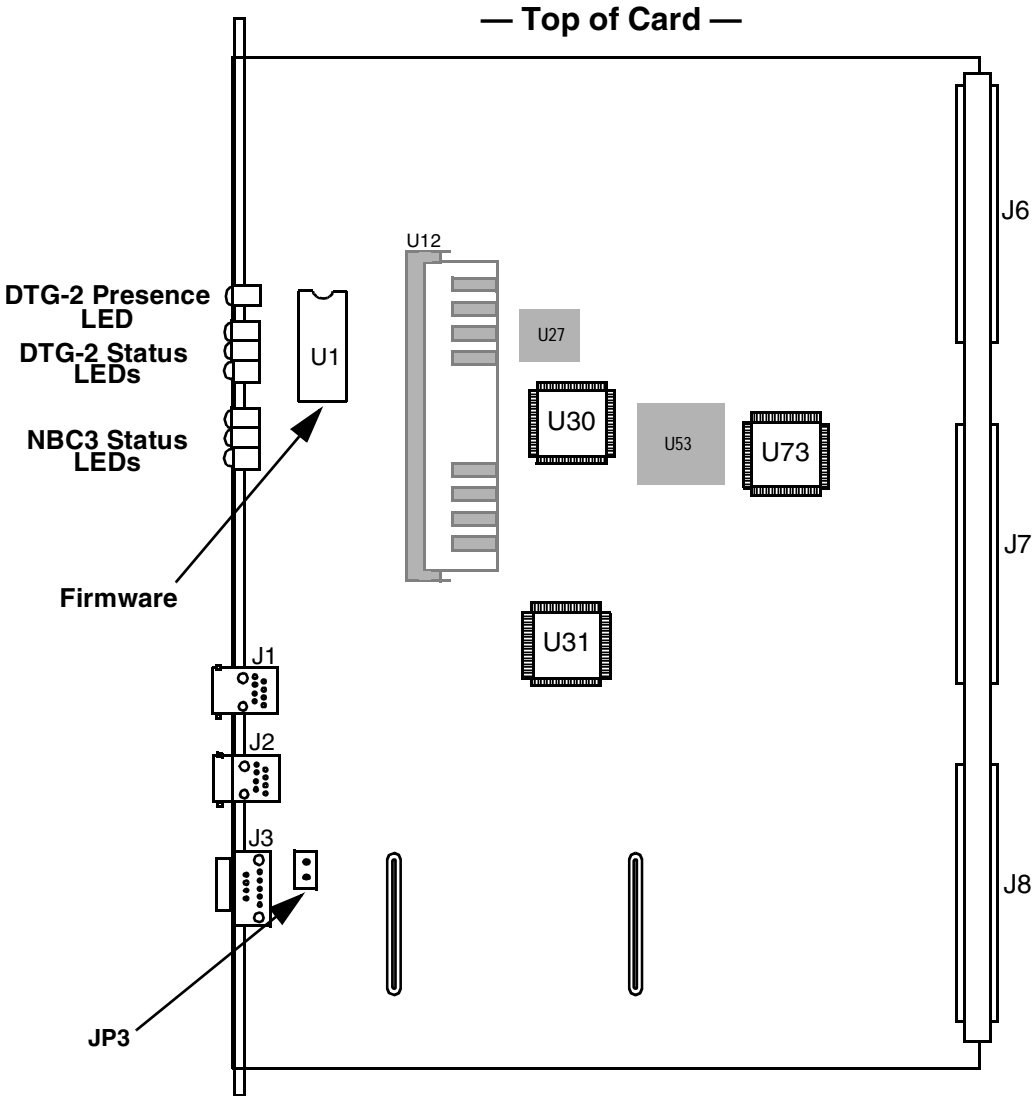 — Top of Card —
J6
U12
DTG-2 Presence
LED
DTG-2 Status
LEDs
U1
U27
U30
NBC3 Status
LEDs
U53
U73
J7
Firmware
U31
J1
J2
J3
J8
JP3